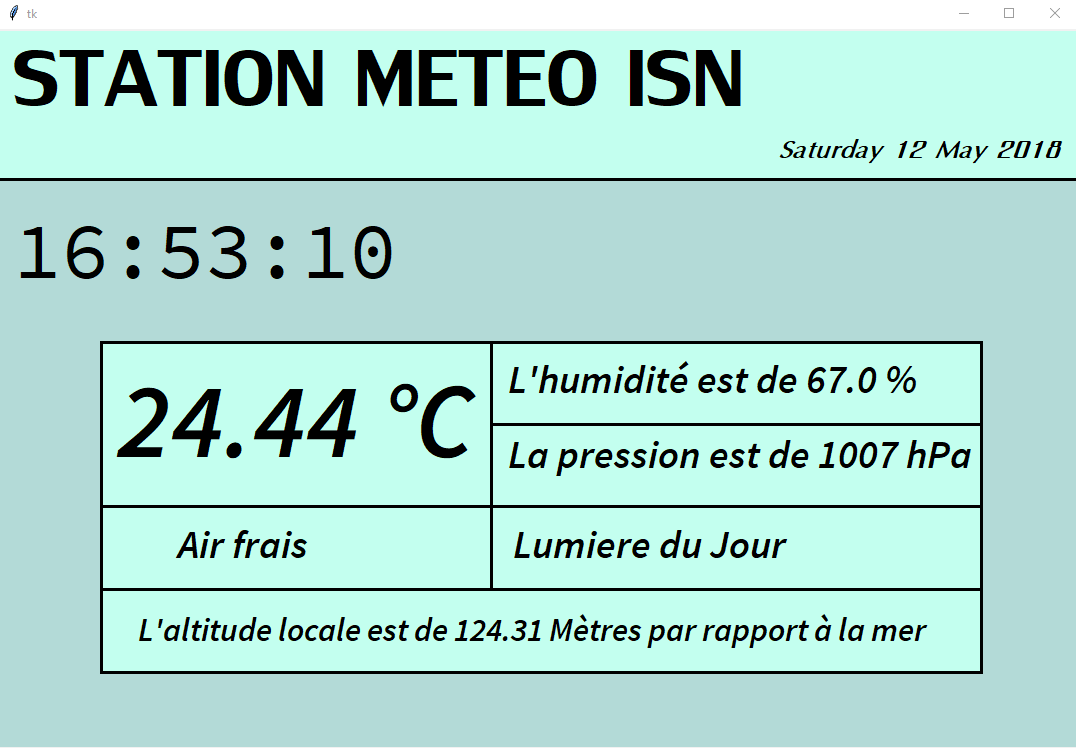 tk
STATION METEO ISN
Saturday 12 May 2018
16:53:10
24.44 °C
L'humidité est de 67.0 %
La pression est de 1007 hPa
Air frais
Lumiere du Jour
L'altitude locale est de 124.31 Mètres par rapport à la mer